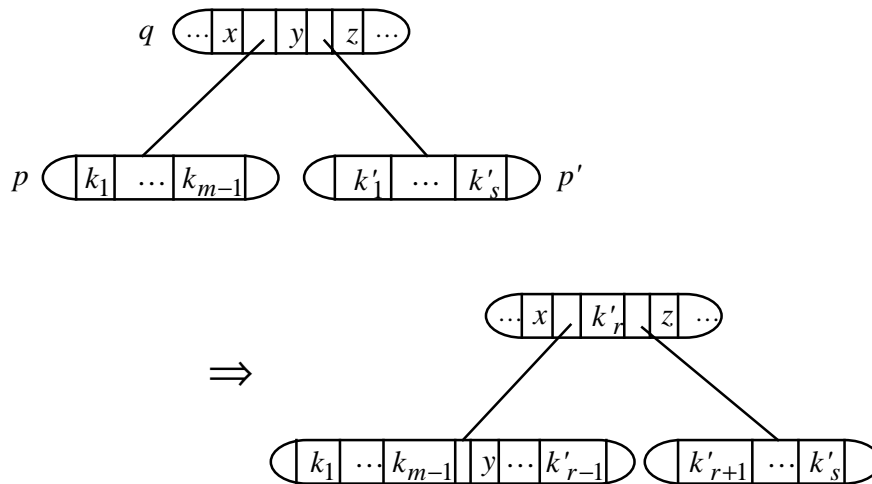 q … x y z …
p k₁ … kₘ₋₁ k'₁ … k'ₛ p'
… x k'ᵣ z …
⇒
k₁ … kₘ₋₁ y … k'ᵣ₋₁ k'ᵣ₊₁ … k'ₛ